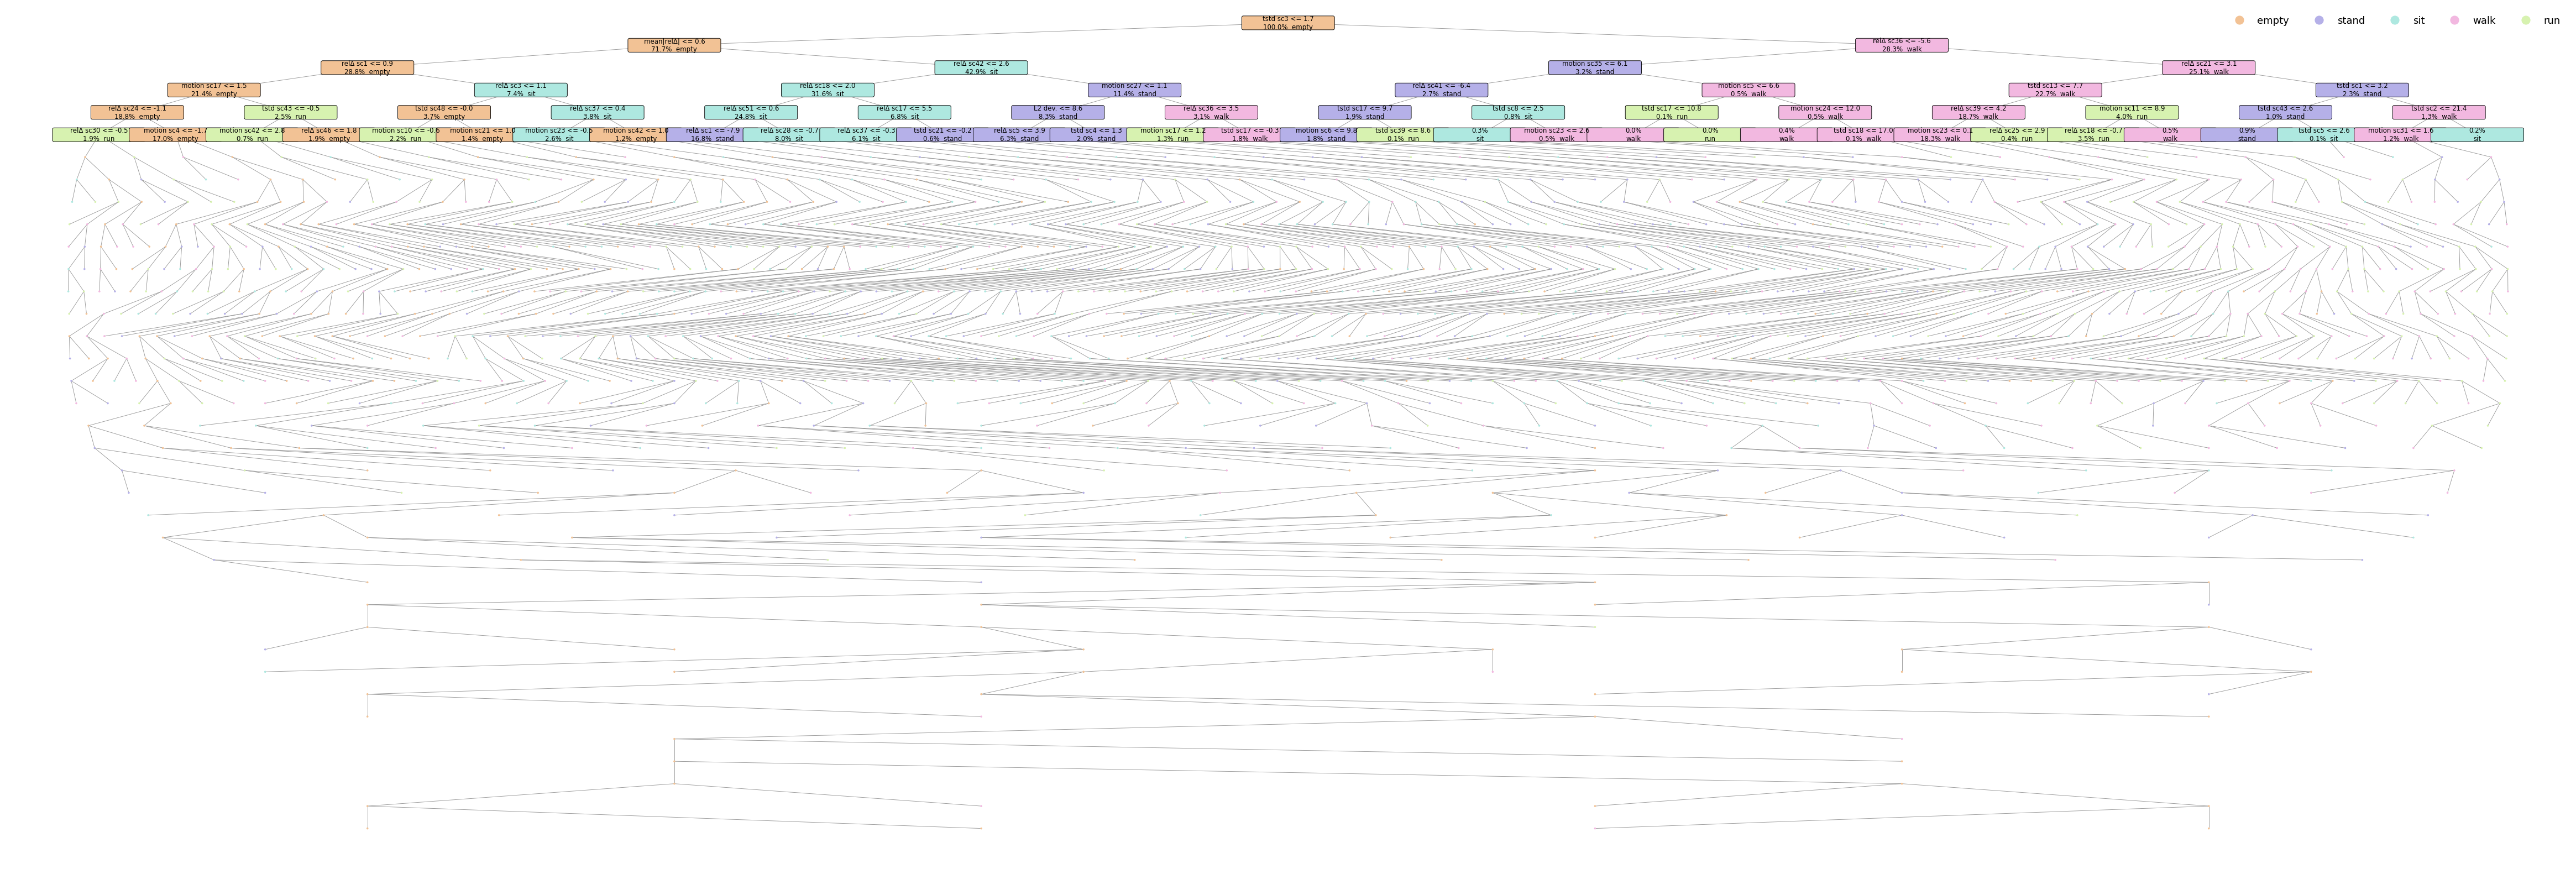 tstd sc3 <= 1.7
100.0% empty
empty
stand
sit
walk
run
mean|relΔ| <= 0.6
71.7% empty
relΔ sc36 <= -5.6
28.3% walk
relΔ sc1 <= 0.9
28.8% empty
relΔ sc42 <= 2.6
42.9% sit
motion sc35 <= 6.1
3.2% stand
relΔ sc21 <= 3.1
25.1% walk
motion sc17 <= 1.5
21.4% empty
relΔ sc3 <= 1.1
7.4% sit
relΔ sc18 <= 2.0
31.6% sit
motion sc27 <= 1.1
11.4% stand
relΔ sc41 <= -6.4
2.7% stand
motion sc5 <= 6.6
0.5% walk
tstd sc13 <= 7.7
22.7% walk
tstd sc1 <= 3.2
2.3% stand
relΔ sc24 <= -1.1
18.8% empty
tstd sc43 <= -0.5
2.5% run
tstd sc48 <= -0.0
3.7% empty
relΔ sc37 <= 0.4
3.8% sit
relΔ sc51 <= 0.6
24.8% sit
relΔ sc17 <= 5.5
6.8% sit
L2 dev. <= 8.6
8.3% stand
relΔ sc36 <= 3.5
3.1% walk
tstd sc17 <= 9.7
1.9% stand
tstd sc8 <= 2.5
0.8% sit
tstd sc17 <= 10.8
0.1% run
motion sc24 <= 12.0
0.5% walk
relΔ sc39 <= 4.2
18.7% walk
motion sc11 <= 8.9
4.0% run
tstd sc43 <= 2.6
1.0% stand
tstd sc2 <= 21.4
1.3% walk
relΔ sc30 <= -0.5
1.9% run
motion sc4 <= -1.7
17.0% empty
motion sc42 <= 2.8
0.7% run
relΔ sc46 <= 1.8
1.9% empty
motion sc10 <= -0.6
2.2% run
motion sc21 <= 1.0
1.4% empty
motion sc23 <= -0.5
2.6% sit
motion sc42 <= 1.0
1.2% empty
relΔ sc1 <= -7.9
16.8% stand
relΔ sc28 <= -0.7
8.0% sit
relΔ sc37 <= -0.3
6.1% sit
tstd sc21 <= -0.2
0.6% stand
relΔ sc5 <= 3.9
6.3% stand
tstd sc4 <= 1.3
2.0% stand
motion sc17 <= 1.2
1.3% run
tstd sc17 <= -0.3
1.8% walk
motion sc6 <= 9.8
1.8% stand
tstd sc39 <= 8.6
0.1% run
0.3%
sit
motion sc23 <= 2.6
0.5% walk
0.0%
walk
0.0%
run
0.4%
walk
tstd sc18 <= 17.0
0.1% walk
motion sc23 <= 0.1
18.3% walk
relΔ sc25 <= 2.9
0.4% run
relΔ sc18 <= -0.7
3.5% run
0.5%
walk
0.9%
stand
tstd sc5 <= 2.6
0.1% sit
motion sc31 <= 1.6
1.2% walk
0.2%
sit